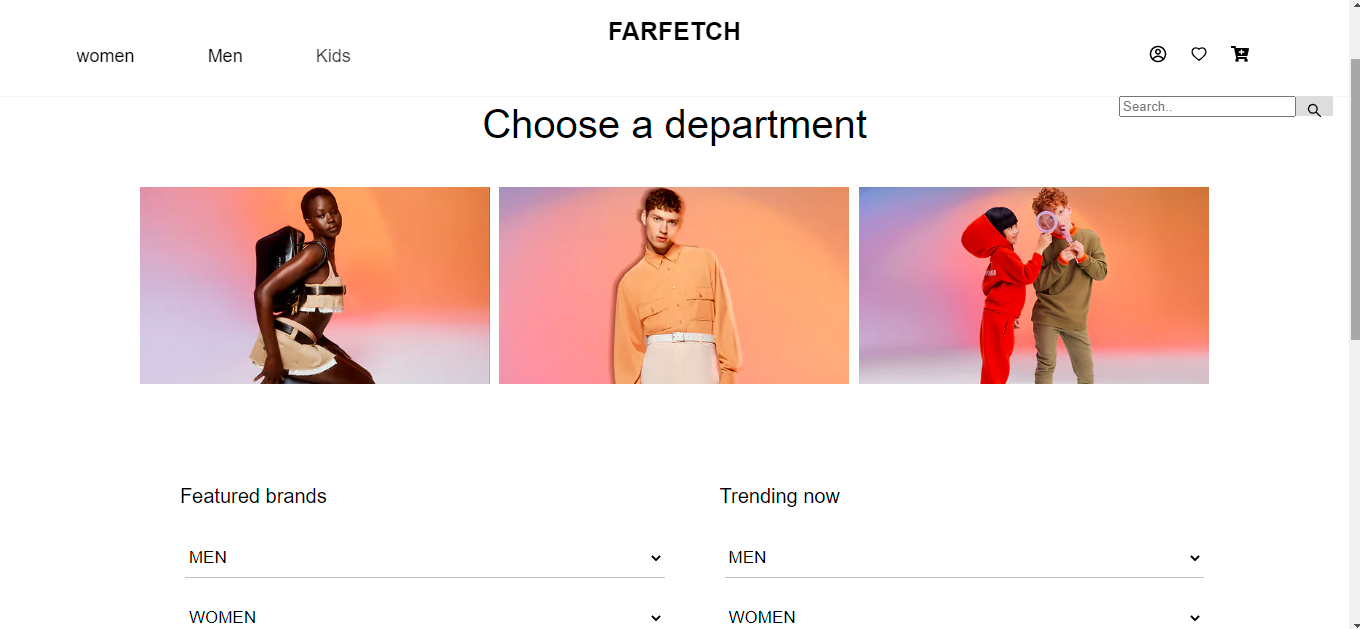 FARFETCH
women Men Kids
Search..
Choose a department
Featured brands Trending now
MEN MEN
WOMEN WOMEN